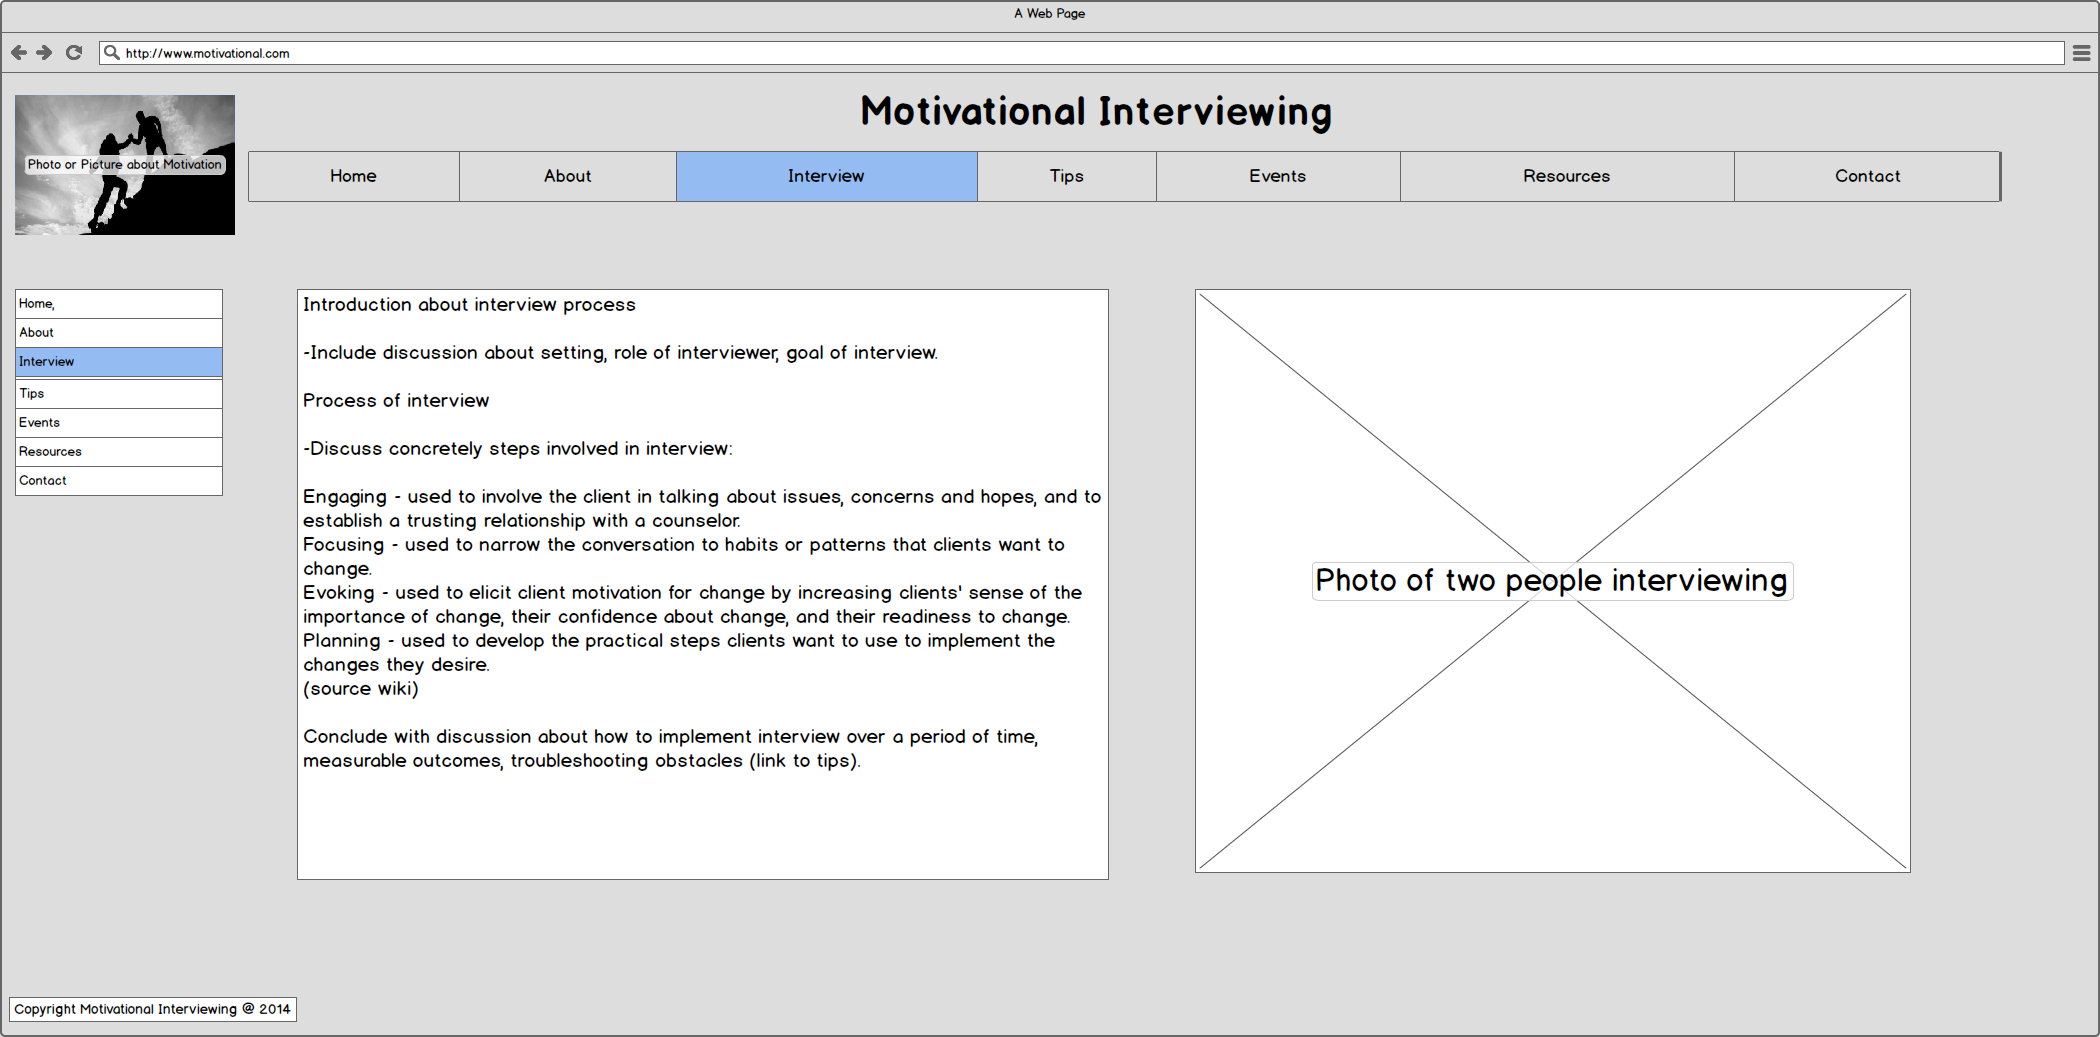 A Web Page
http://www.motivational.com
Motivational Interviewing
Photo or Picture about Motivation
Home
About
Interview
Tips
Events
Resources
Contact
Home,
About
Interview
Tips
Events
Resources
Contact
Introduction about interview process
-Include discussion about setting, role of interviewer, goal of interview.
Process of interview
-Discuss concretely steps involved in interview:
Engaging - used to involve the client in talking about issues, concerns and hopes, and to
establish a trusting relationship with a counselor.
Focusing - used to narrow the conversation to habits or patterns that clients want to
change.
Evoking - used to elicit client motivation for change by increasing clients' sense of the
importance of change, their confidence about change, and their readiness to change.
Planning - used to develop the practical steps clients want to use to implement the
changes they desire.
(source wiki)
Conclude with discussion about how to implement interview over a period of time,
measurable outcomes, troubleshooting obstacles (link to tips).
Photo of two people interviewing
Copyright Motivational Interviewing @ 2014